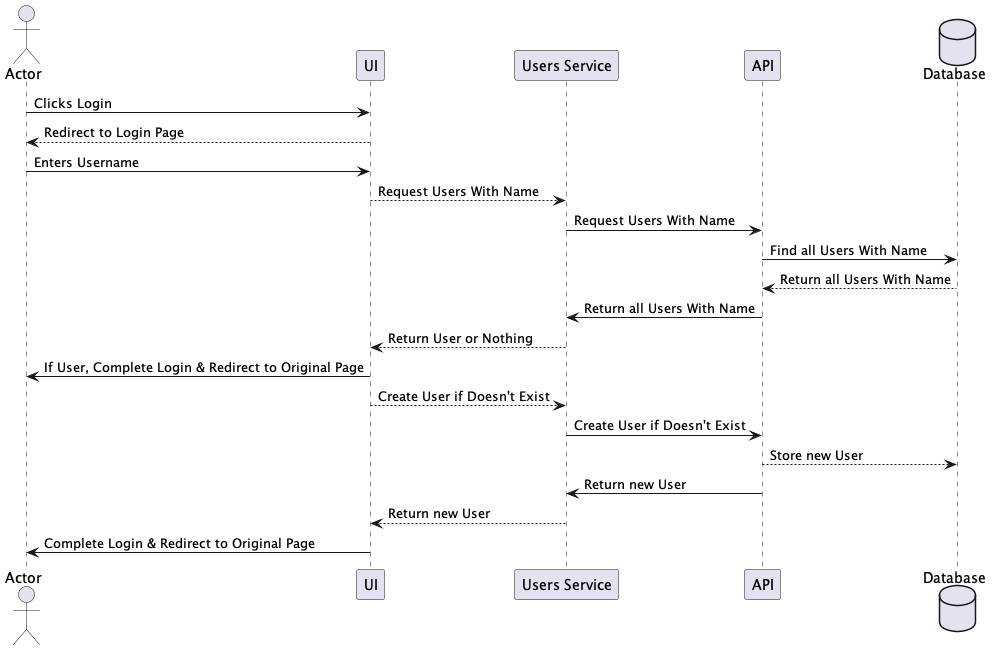 Actor
UI
Users Service
API
Database
Clicks Login
Redirect to Login Page
Enters Username
Request Users With Name
Request Users With Name
Find all Users With Name
Return all Users With Name
Return all Users With Name
Return User or Nothing
If User, Complete Login & Redirect to Original Page
Create User if Doesn't Exist
Create User if Doesn't Exist
Store new User
Return new User
Return new User
Complete Login & Redirect to Original Page
Actor
UI
Users Service
API
Database